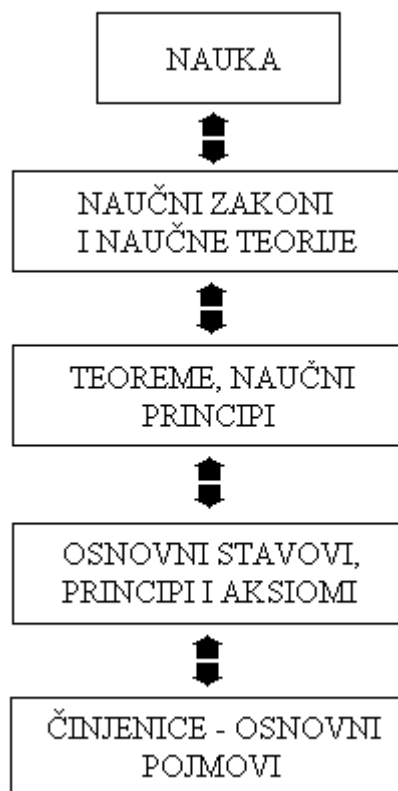 NAUKA
NAUČNI ZAKONI
I NAUČNE TEORIJE
TEOREME, NAUČNI
PRINCIPI
OSNOVNI STAVOVI,
PRINCIPI I AKSIOMI
ČINJENICE - OSNOVNI
POJMOVI